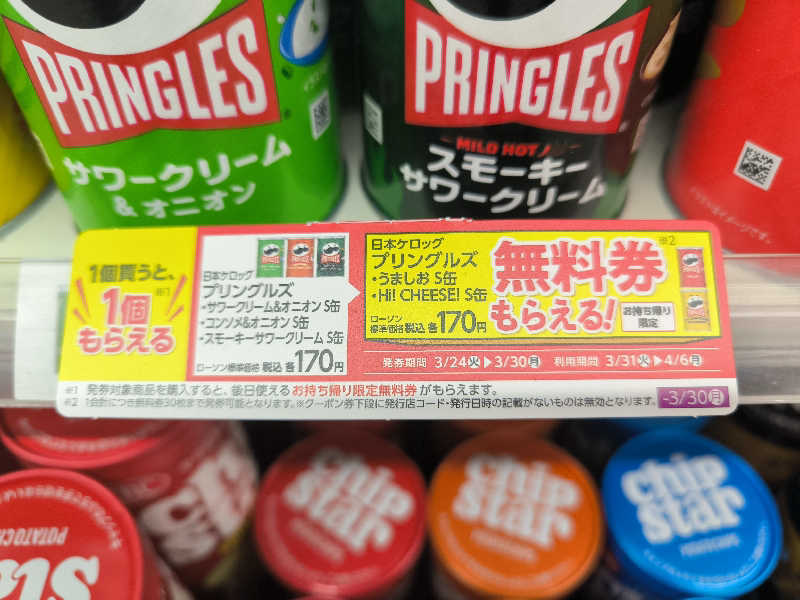 PRINGLES
サワークリーム
& オニオン
PRINGLES
MILD HOT
スモーキー
サワークリーム
1個買うと、
1個※1
もらえる
日本ケロッグ
プリングルズ
・サワークリーム&オニオン S缶
・コンソメ&オニオン S缶
・スモーキーサワークリーム S缶
ローソン標準価格 税込 各170円
日本ケロッグ
プリングルズ
・うましお S缶
・Hi! CHEESE! S缶
ローソン
標準価格 税込 各170円
無料券※2
もらえる!
お持ち帰り
限定
発券期間 3/24火▶3/30月 利用期間 3/31火▶4/6月
※1 発券対象商品を購入すると、後日使えるお持ち帰り限定無料券がもらえます。
※2 1会計につき無料券30枚まで発券可能となります。※クーポン券下段に発行店コード・発行日時の記載がないものは無効となります。
-3/30月
chip
star
chip
star
chip
star
chip
star
POTATO